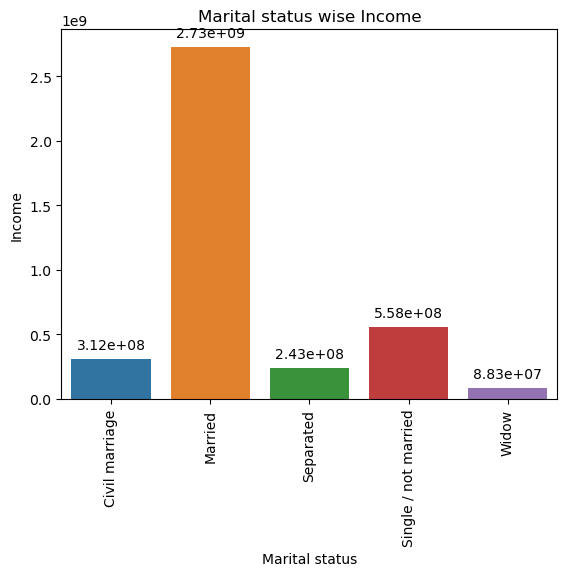 Marital status wise Income
1e9
2.73e+09
2.5
2.0
Income
1.5
1.0
5.58e+08
0.5
3.12e+08
2.43e+08
8.83e+07
0.0
Civil marriage
Married
Separated
Single / not married
Widow
Marital status